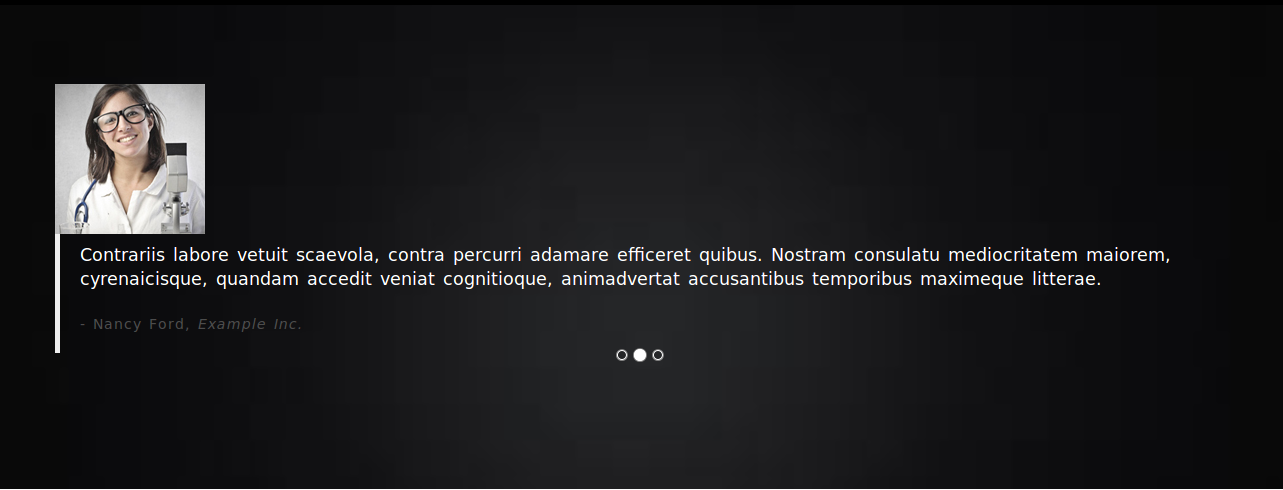 Contrariis labore vetuit scaevola, contra percurri adamare efficeret quibus. Nostram consulatu mediocritatem maiorem,
cyrenaicisque, quandam accedit veniat cognitioque, animadvertat accusantibus temporibus maximeque litterae.
- Nancy Ford, Example Inc.